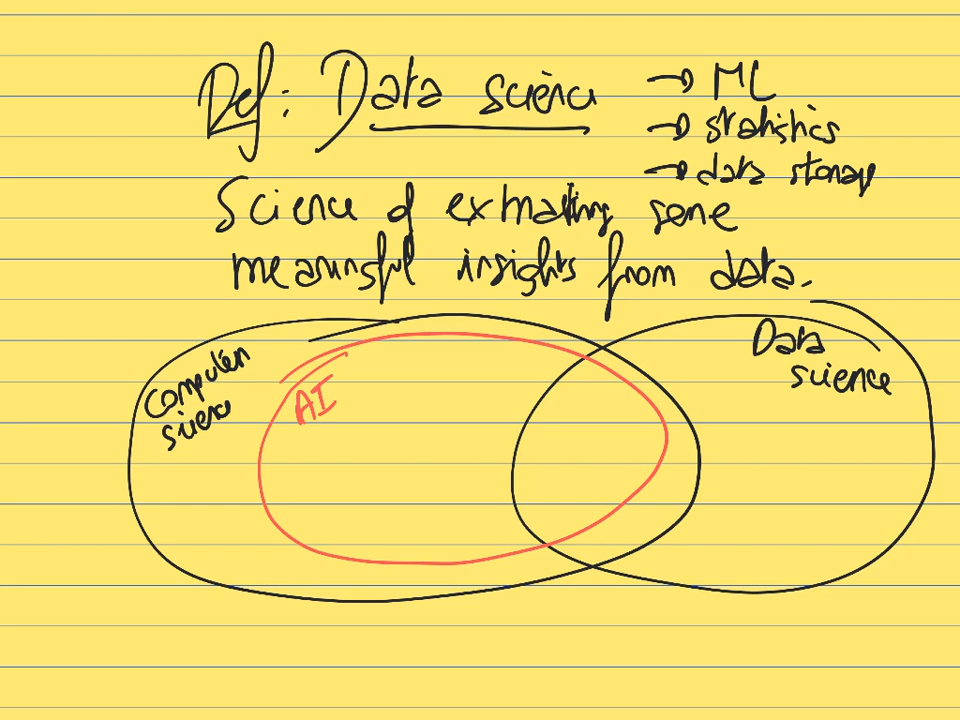 Def: Data science → ML
→ statistics
→ data storage
Science of extracting some
meaningful insights from data.
Computer
science
AI
Data
science